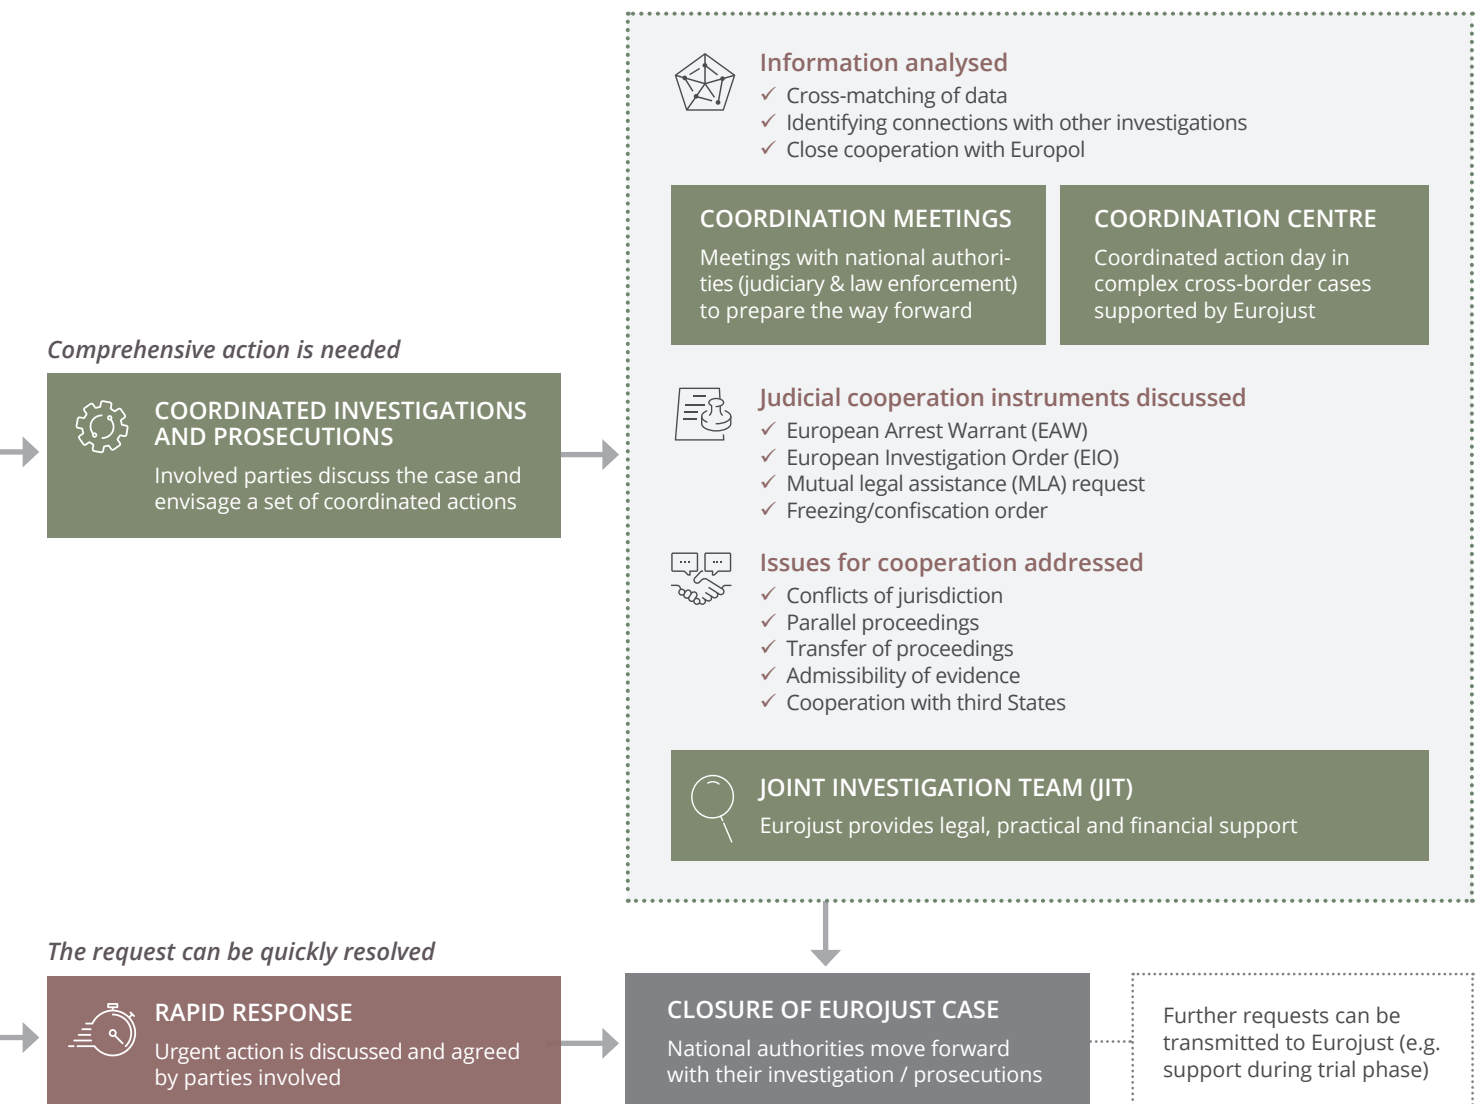 Information analysed
✓ Cross-matching of data
✓ Identifying connections with other investigations
✓ Close cooperation with Europol
COORDINATION MEETINGS
Meetings with national authori-
ties (judiciary & law enforcement)
to prepare the way forward
COORDINATION CENTRE
Coordinated action day in
complex cross-border cases
supported by Eurojust
Comprehensive action is needed
COORDINATED INVESTIGATIONS
AND PROSECUTIONS
Involved parties discuss the case and
envisage a set of coordinated actions
Judicial cooperation instruments discussed
✓ European Arrest Warrant (EAW)
✓ European Investigation Order (EIO)
✓ Mutual legal assistance (MLA) request
✓ Freezing/confiscation order
Issues for cooperation addressed
✓ Conflicts of jurisdiction
✓ Parallel proceedings
✓ Transfer of proceedings
✓ Admissibility of evidence
✓ Cooperation with third States
JOINT INVESTIGATION TEAM (JIT)
Eurojust provides legal, practical and financial support
The request can be quickly resolved
RAPID RESPONSE
Urgent action is discussed and agreed
by parties involved
CLOSURE OF EUROJUST CASE
National authorities move forward
with their investigation / prosecutions
Further requests can be
transmitted to Eurojust (e.g.
support during trial phase)